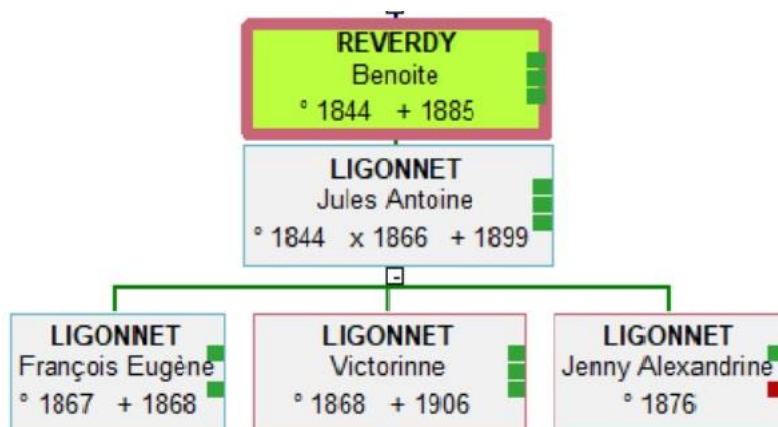 REVERDY
Benoite
° 1844 + 1885
LIGONNET
Jules Antoine
° 1844 x 1866 + 1899
LIGONNET
François Eugène
° 1867 + 1868
LIGONNET
Victorinne
° 1868 + 1906
LIGONNET
Jenny Alexandrine
° 1876